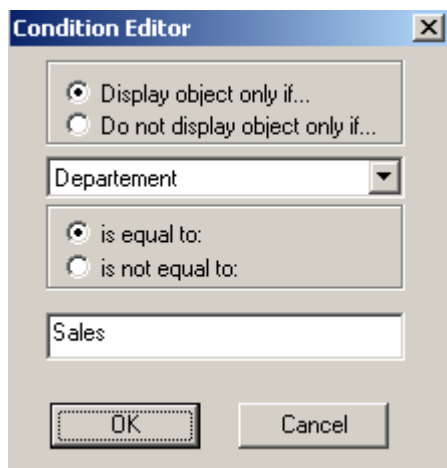 Condition Editor
Display object only if...
Do not display object only if...
Departement
is equal to:
is not equal to:
Sales
OK
Cancel